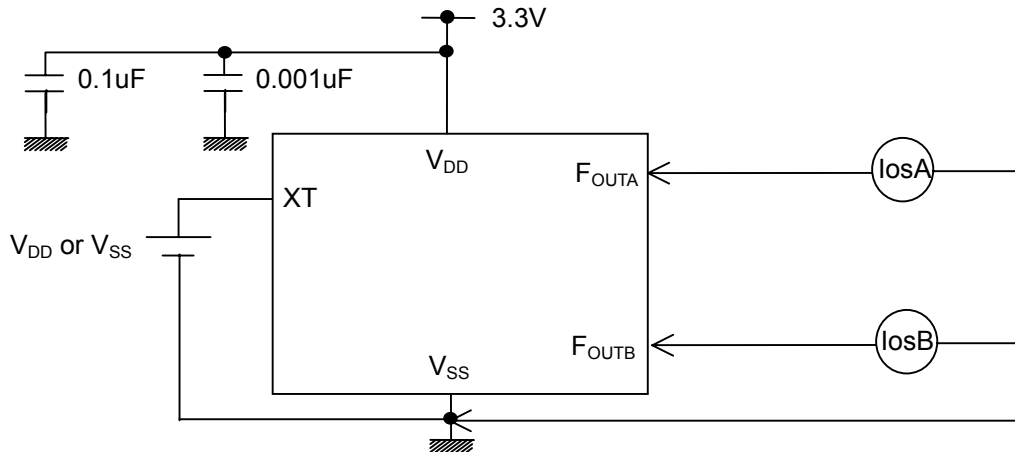 3.3V
0.1uF
0.001uF
VDD
FOUTA
IosA
XT
VDD or VSS
FOUTB
IosB
VSS